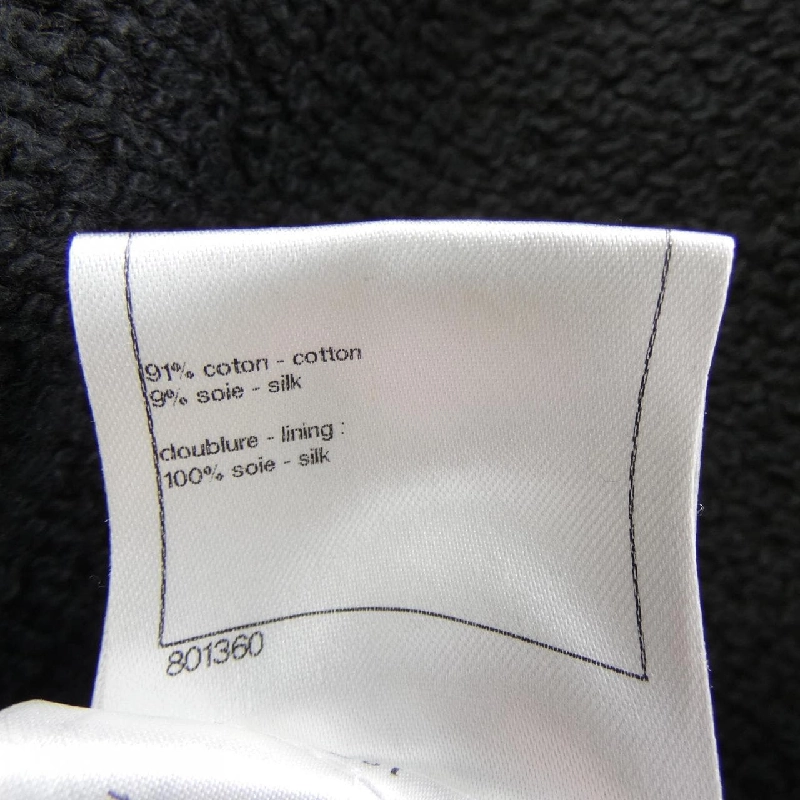 91% coton - cotton
9% soie - silk
doublure - lining :
100% soie - silk
801360